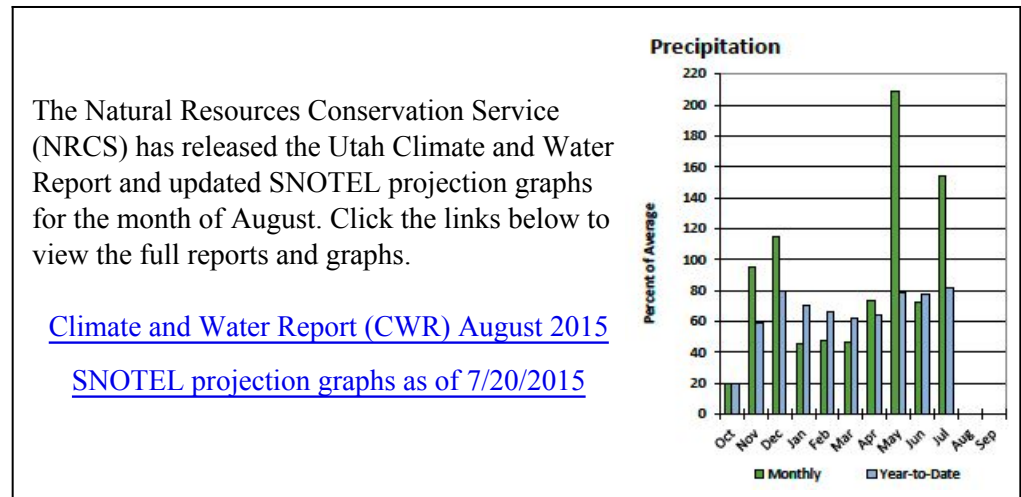 The Natural Resources Conservation Service
(NRCS) has released the Utah Climate and Water
Report and updated SNOTEL projection graphs
for the month of August. Click the links below to
view the full reports and graphs.
Climate and Water Report (CWR) August 2015
SNOTEL projection graphs as of 7/20/2015
Precipitation
Percent of Average
220
200
180
160
140
120
100
80
60
40
20
0
Oct Nov Dec Jan Feb Mar Apr May Jun Jul Aug Sep
Monthly Year-to-Date